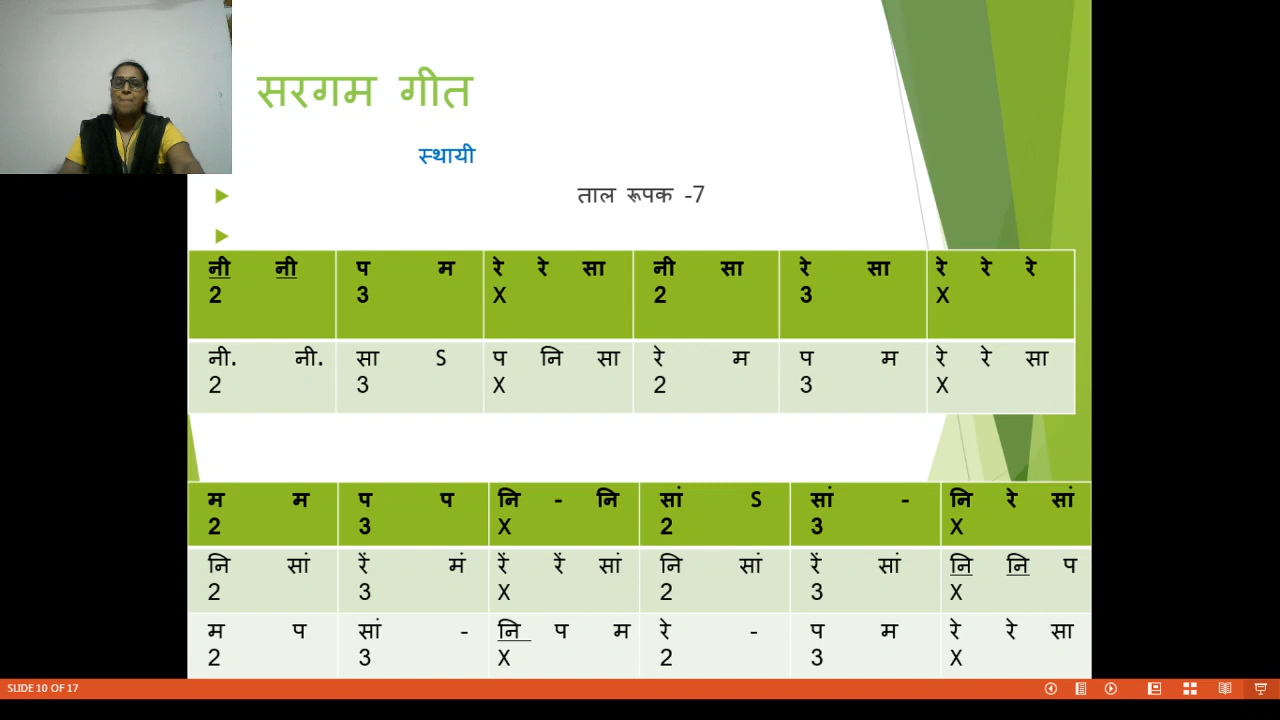 सरगम गीत
स्थायी
ताल रूपक -7
नी नी प म रे रे सा नी सा रे सा रे रे रे
2 3 X 2 3 X
नी. नी. सा S प नि सा रे म प म रे रे सा
2 3 X 2 3 X
म म प प नि - नि सां S सां - नि रे सां
2 3 X 2 3 X
नि सां रें मं रें रें सां नि सां रें सां नि नि प
2 3 X 2 3 X
म प सां - नि प म रे - प म रे रे सा
2 3 X 2 3 X
SLIDE 10 OF 17